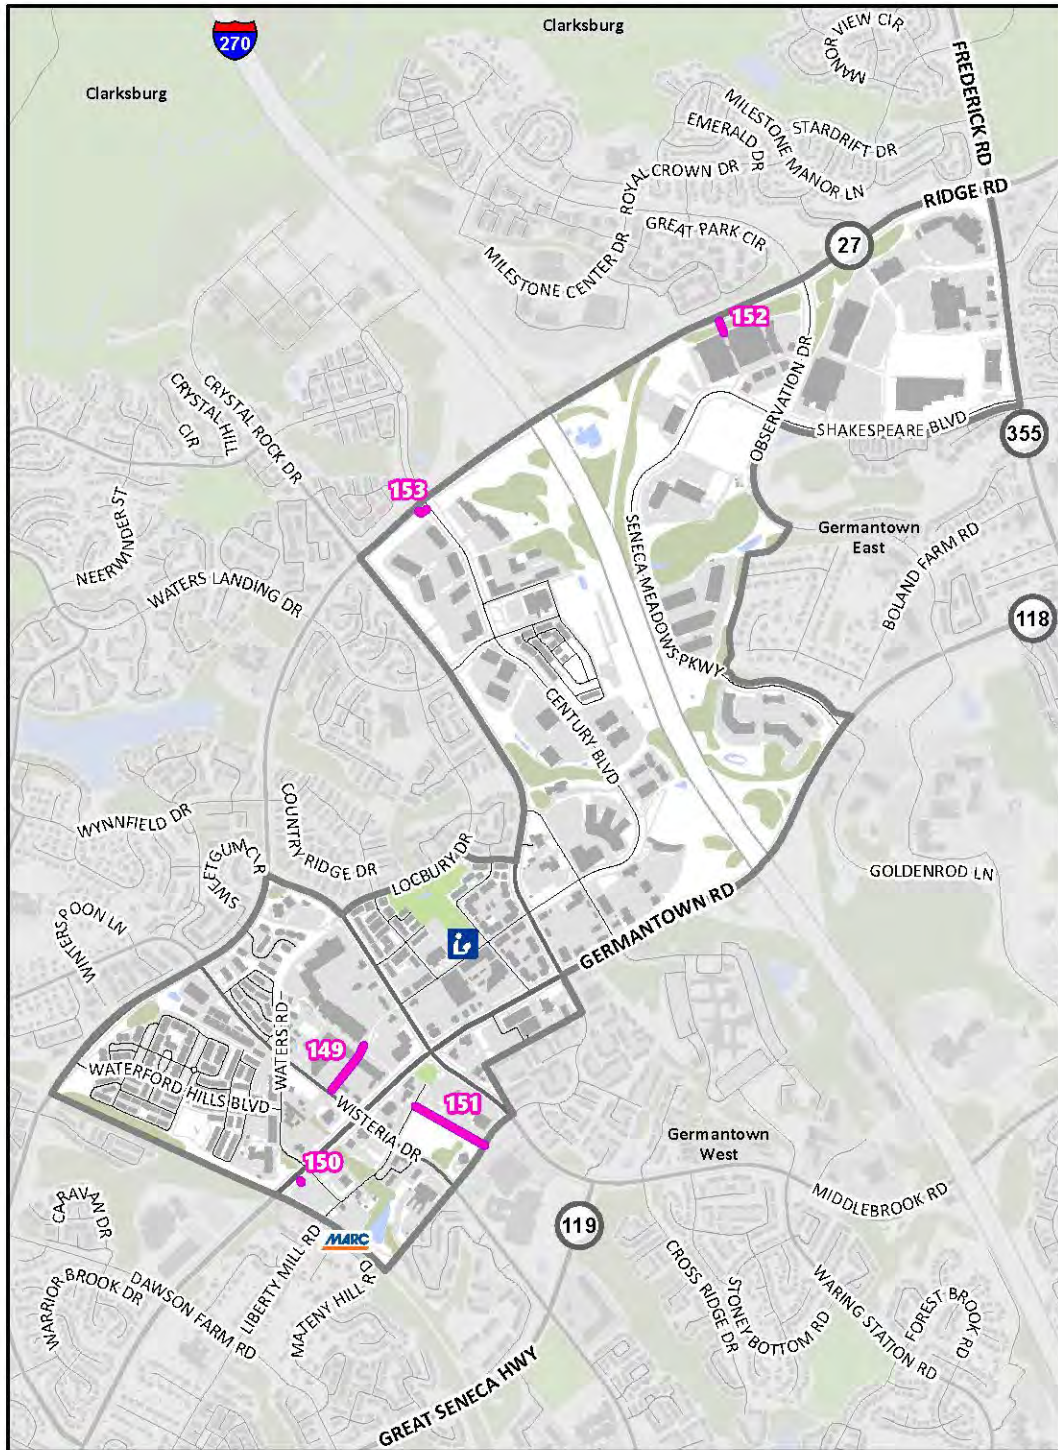 Clarksburg
270
Clarksburg
MANOR VIEW CIR
FREDERICK RD
MILESTONE MANOR LN
EMERALD DR
STARDRIFT DR
ROYAL CROWN DR
RIDGE RD
GREAT PARK CIR
27
MILESTONE CENTER DR
152
OBSERVATION DR
CRYSTAL ROCK DR
CRYSTAL HILL CIR
SHAKESPEARE BLVD
355
153
NEERWINDER ST
SENECA MEADOWS PKWY
Germantown
East
BOLAND FARM RD
WATERS LANDING DR
118
CENTURY BLVD
WYNNFIELD DR
COUNTRY RIDGE DR
LOCBURY DR
SWEETGUM CIR
GOLDENROD LN
WINTERSPOON LN
GERMANTOWN RD
WATERS RD
149
WATERFORD HILLS BLVD
151
WISTERIA DR
Germantown
West
150
MIDDLEBROOK RD
CARAVAN DR
119
MARC
LIBERTY MILL RD
MATENY HILL RD
WARRIOR BROOK DR
DAWSON FARM RD
CROSS RIDGE DR
STONEY BOTTOM RD
WARING STATION RD
FOREST BROOK RD
GREAT SENECA HWY